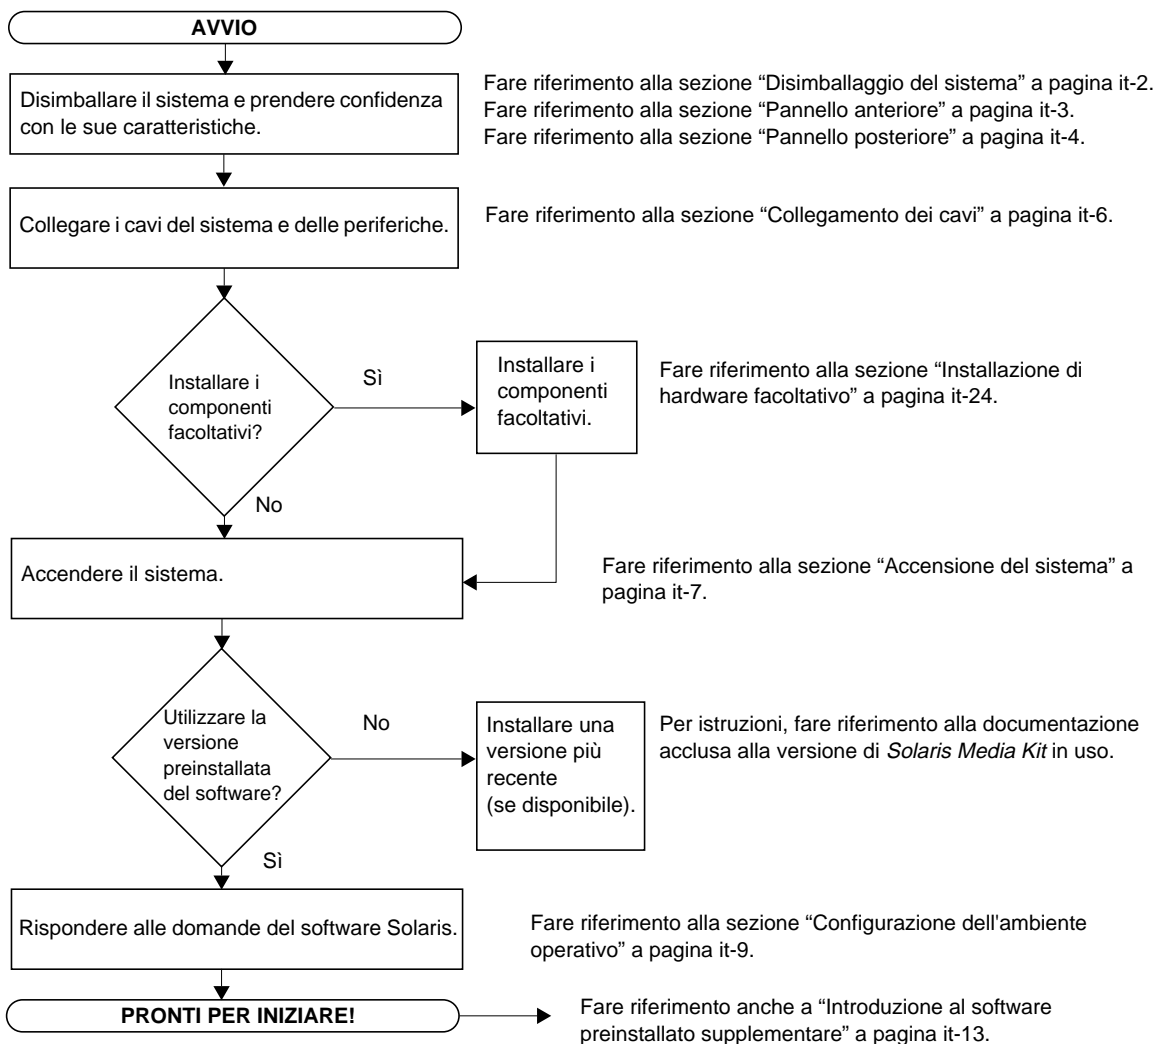 AVVIO
Disimballare il sistema e prendere confidenza
con le sue caratteristiche.
Fare riferimento alla sezione “Disimballaggio del sistema” a pagina it-2.
Fare riferimento alla sezione “Pannello anteriore” a pagina it-3.
Fare riferimento alla sezione “Pannello posteriore” a pagina it-4.
Collegare i cavi del sistema e delle periferiche.
Fare riferimento alla sezione “Collegamento dei cavi” a pagina it-6.
Installare i
componenti
facoltativi?
Sì
Installare i
componenti
facoltativi.
Fare riferimento alla sezione “Installazione di
hardware facoltativo” a pagina it-24.
No
Accendere il sistema.
Fare riferimento alla sezione “Accensione del sistema” a
pagina it-7.
Utilizzare la
versione
preinstallata
del software?
No
Installare una
versione più
recente
(se disponibile).
Per istruzioni, fare riferimento alla documentazione
acclusa alla versione di Solaris Media Kit in uso.
Sì
Rispondere alle domande del software Solaris.
Fare riferimento alla sezione “Configurazione dell'ambiente
operativo” a pagina it-9.
PRONTI PER INIZIARE!
Fare riferimento anche a “Introduzione al software
preinstallato supplementare” a pagina it-13.